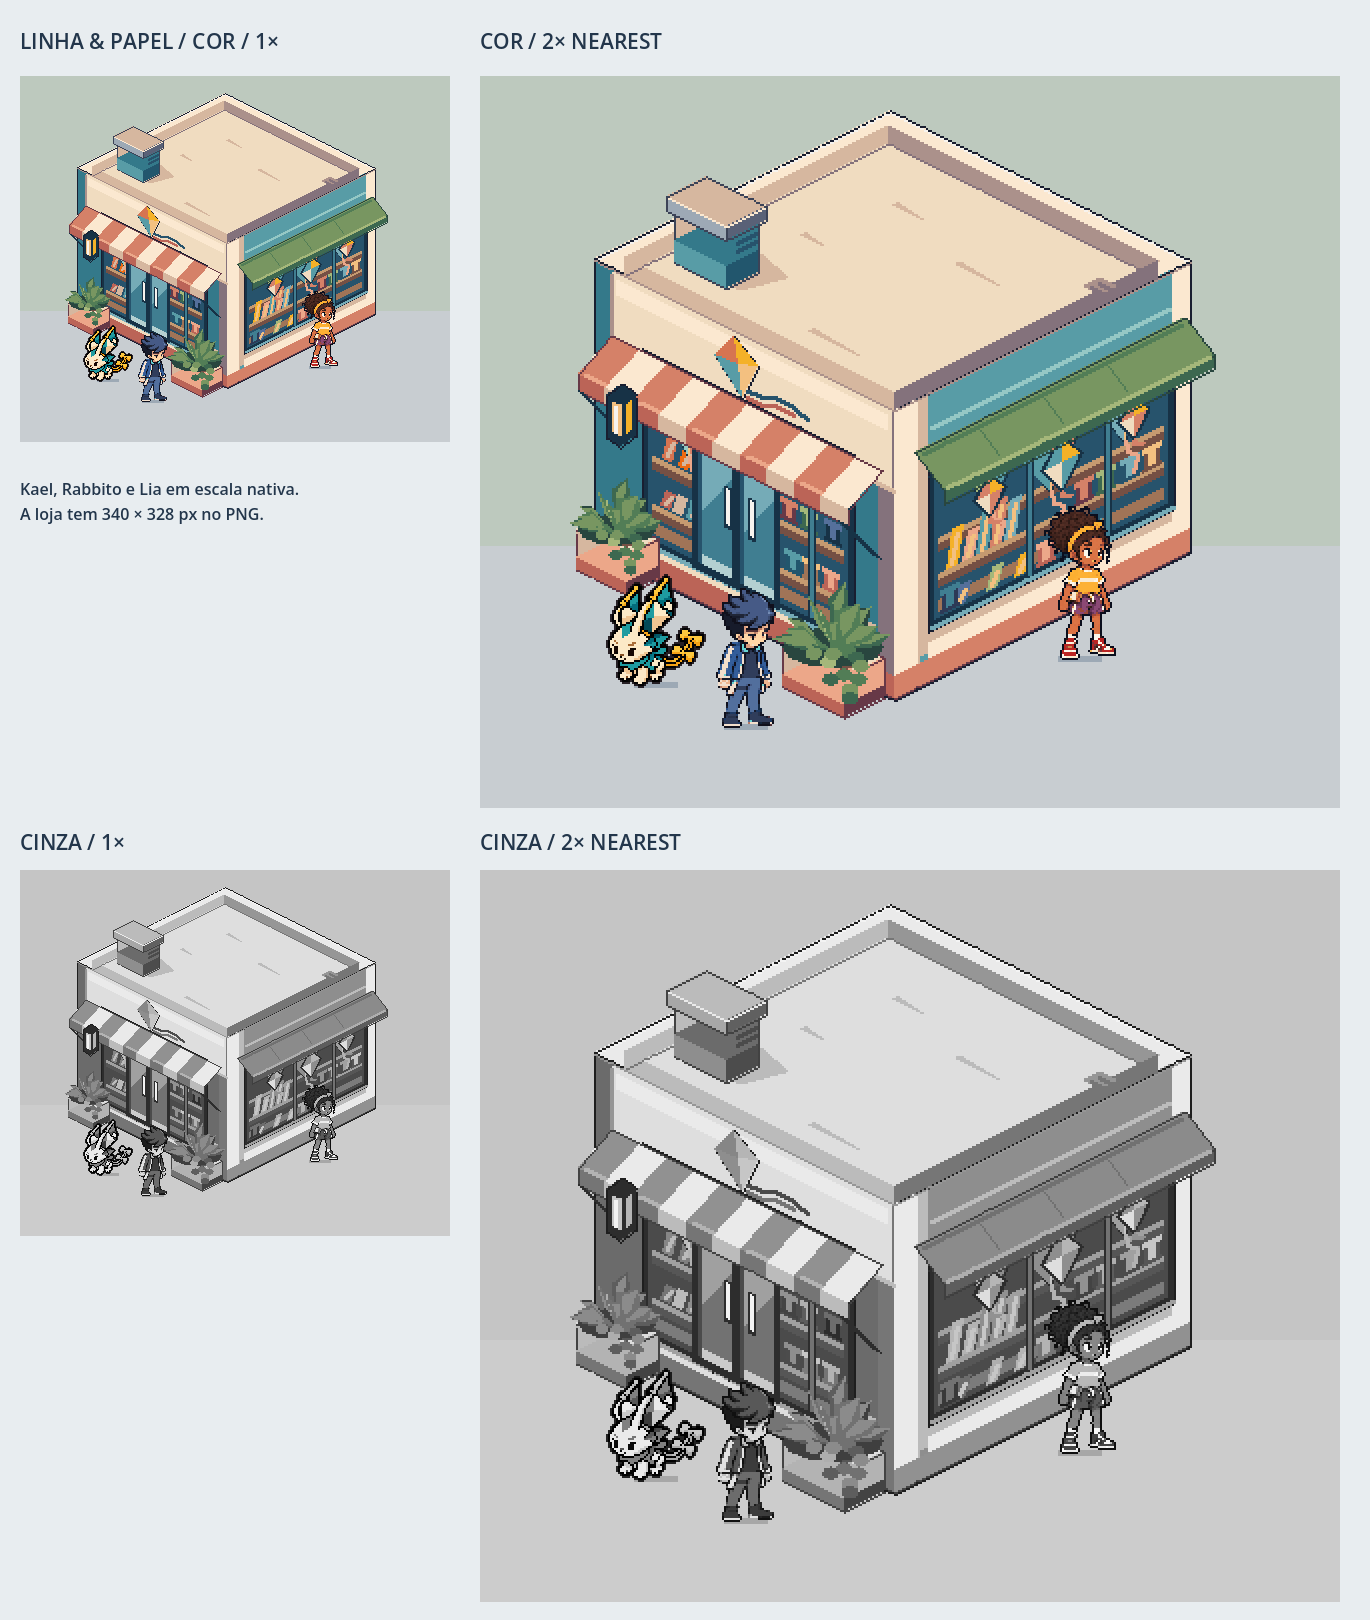 LINHA & PAPEL / COR / 1×
COR / 2× NEAREST
Kael, Rabbito e Lia em escala nativa.
A loja tem 340 × 328 px no PNG.
CINZA / 1×
CINZA / 2× NEAREST